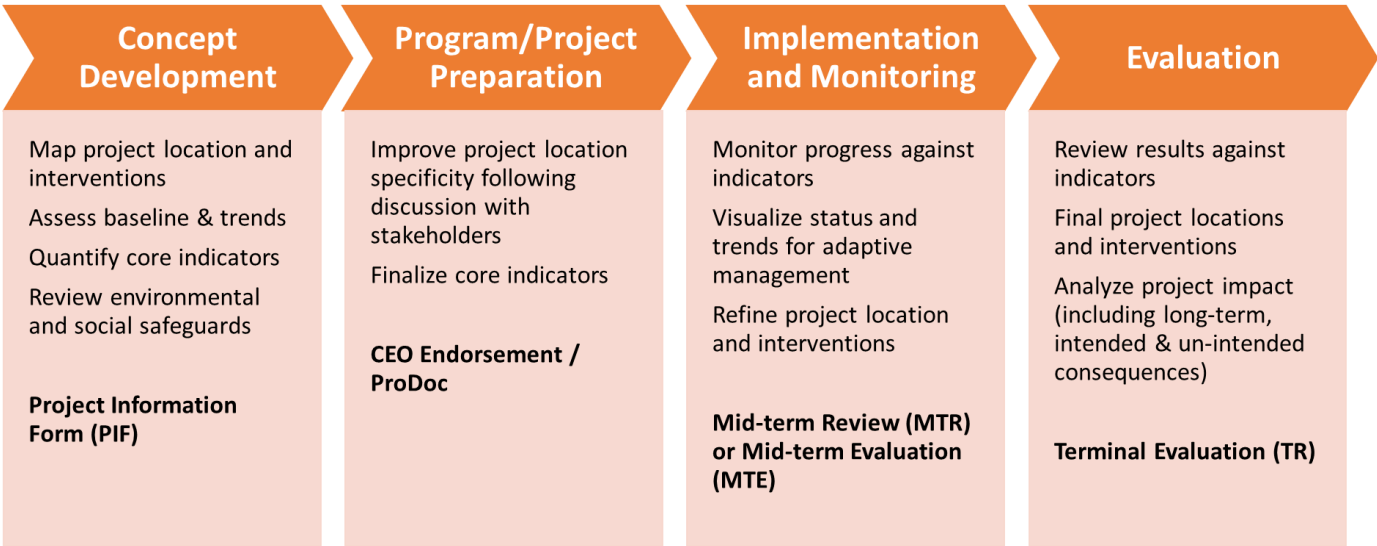 Concept
Development
Map project location and
interventions
Assess baseline & trends
Quantify core indicators
Review environmental
and social safeguards
Project Information
Form (PIF)
Program/Project
Preparation
Improve project location
specificity following
discussion with
stakeholders
Finalize core indicators
CEO Endorsement /
ProDoc
Implementation
and Monitoring
Monitor progress against
indicators
Visualize status and
trends for adaptive
management
Refine project location
and interventions
Mid-term Review (MTR)
or Mid-term Evaluation
(MTE)
Evaluation
Review results against
indicators
Final project locations
and interventions
Analyze project impact
(including long-term,
intended & un-intended
consequences)
Terminal Evaluation (TR)